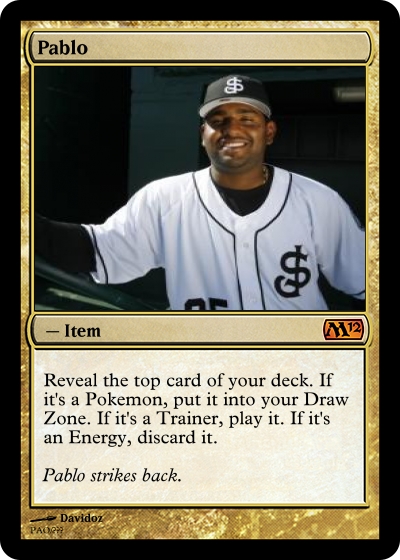 Pablo
SJ
— Item
M12
Reveal the top card of your deck. If
it's a Pokemon, put it into your Draw
Zone. If it's a Trainer, play it. If it's
an Energy, discard it.
Pablo strikes back.
Davidoz